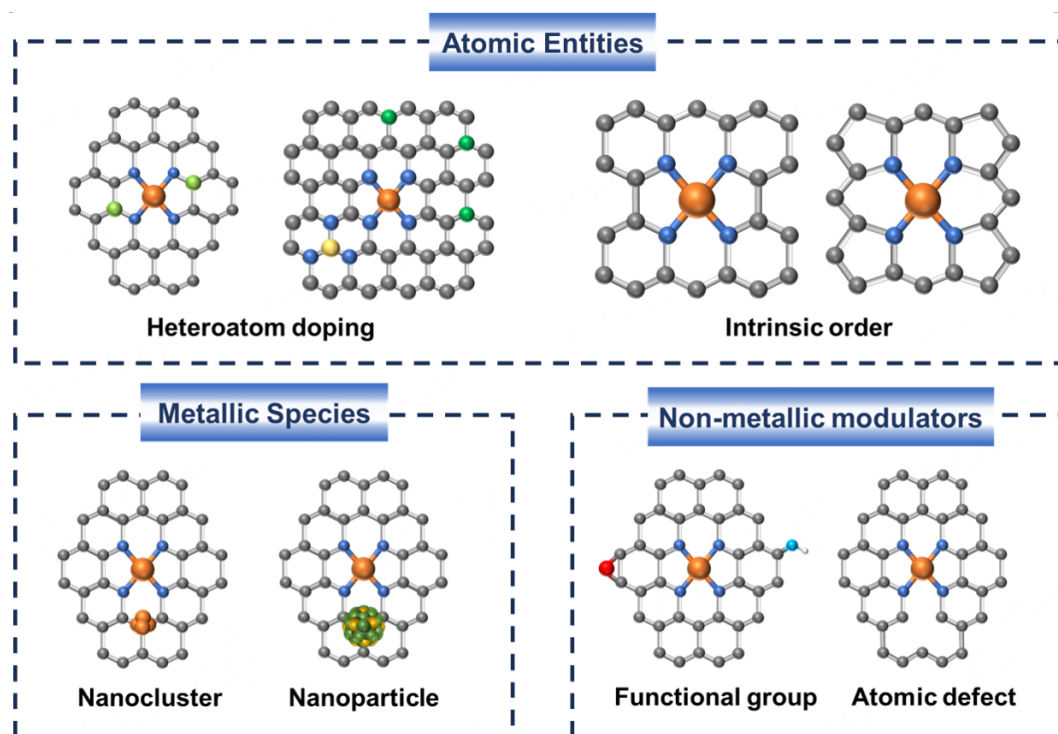 Atomic Entities
Heteroatom doping
Intrinsic order
Metallic Species
Non-metallic modulators
Nanocluster
Nanoparticle
Functional group
Atomic defect